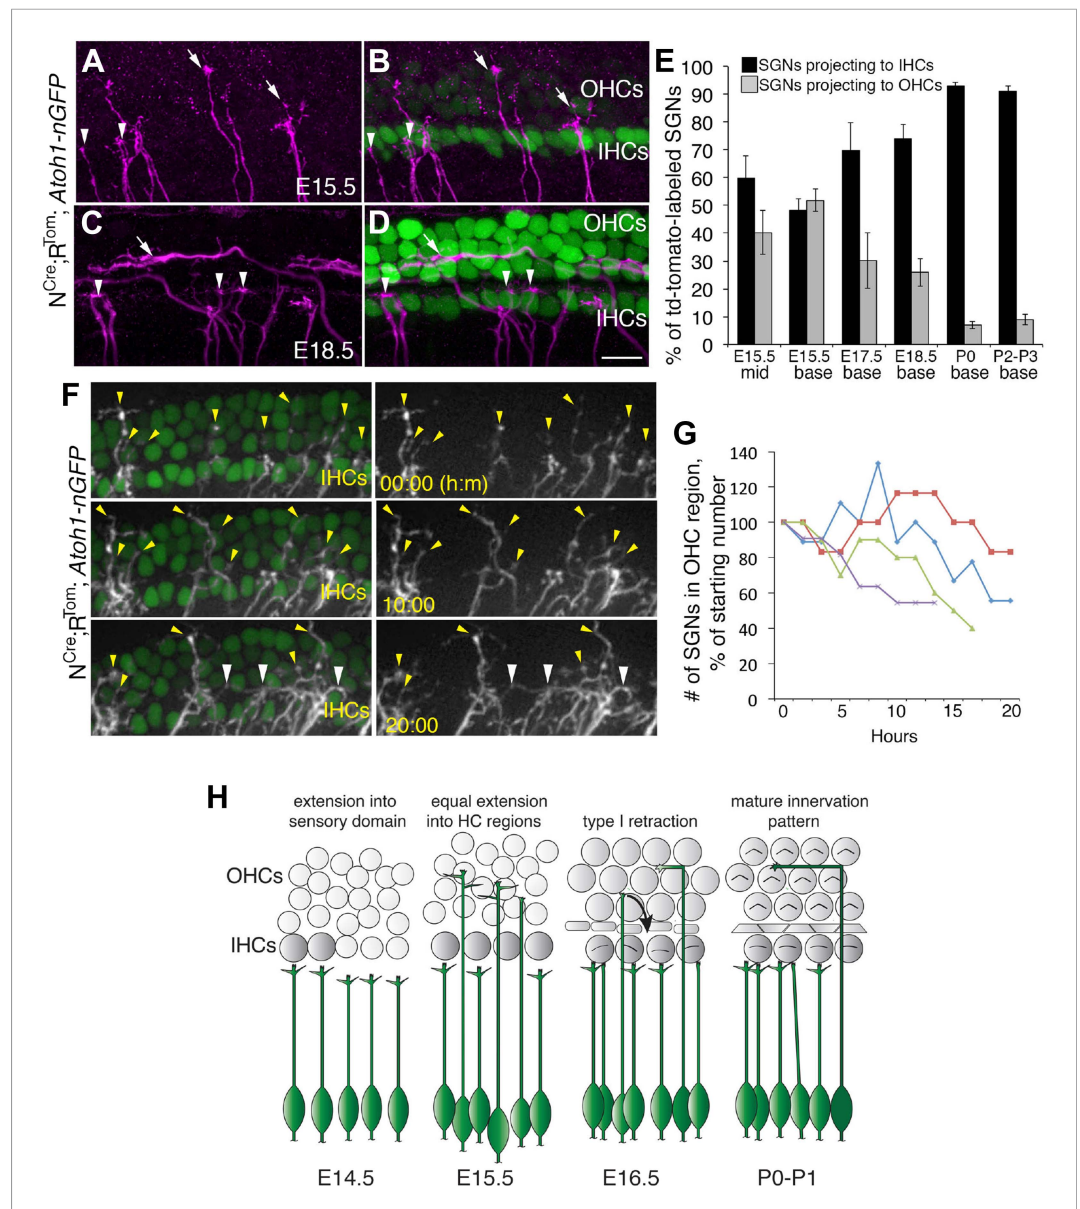 A
B
OHCs
IHCs
E15.5
C
D
OHCs
IHCs
E18.5
N^Cre;R^Tom; Atoh1-nGFP
E
SGNs projecting to IHCs
SGNs projecting to OHCs
% of td-tomato-labeled SGNs
100
90
80
70
60
50
40
30
20
10
0
E15.5 E15.5 E17.5 E18.5 P0 P2-P3
mid base base base base base
F
N^Cre;R^Tom; Atoh1-nGFP
IHCs
00:00 (h:m)
IHCs
10:00
IHCs
20:00
G
# of SGNs in OHC region,
% of starting number
140
120
100
80
60
40
20
0
0 5 10 15 20
Hours
H
extension into
sensory domain
equal extension
into HC regions
type I retraction
mature innervation
pattern
OHCs
IHCs
E14.5
E15.5
E16.5
P0-P1